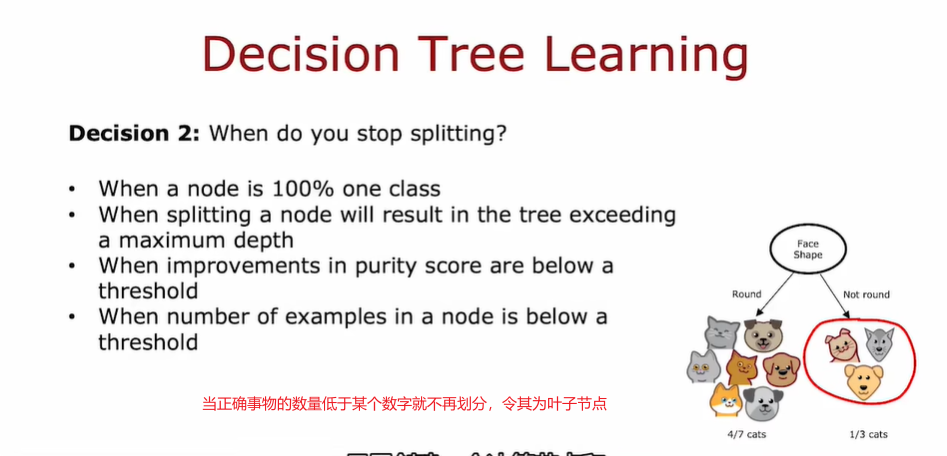 Decision Tree Learning
Decision 2: When do you stop splitting?
• When a node is 100% one class
• When splitting a node will result in the tree exceeding
a maximum depth
• When improvements in purity score are below a
threshold
• When number of examples in a node is below a
threshold
Face
Shape
Round
Not round
4/7 cats
1/3 cats
当正确事物的数量低于某个数字就不再划分，令其为叶子节点